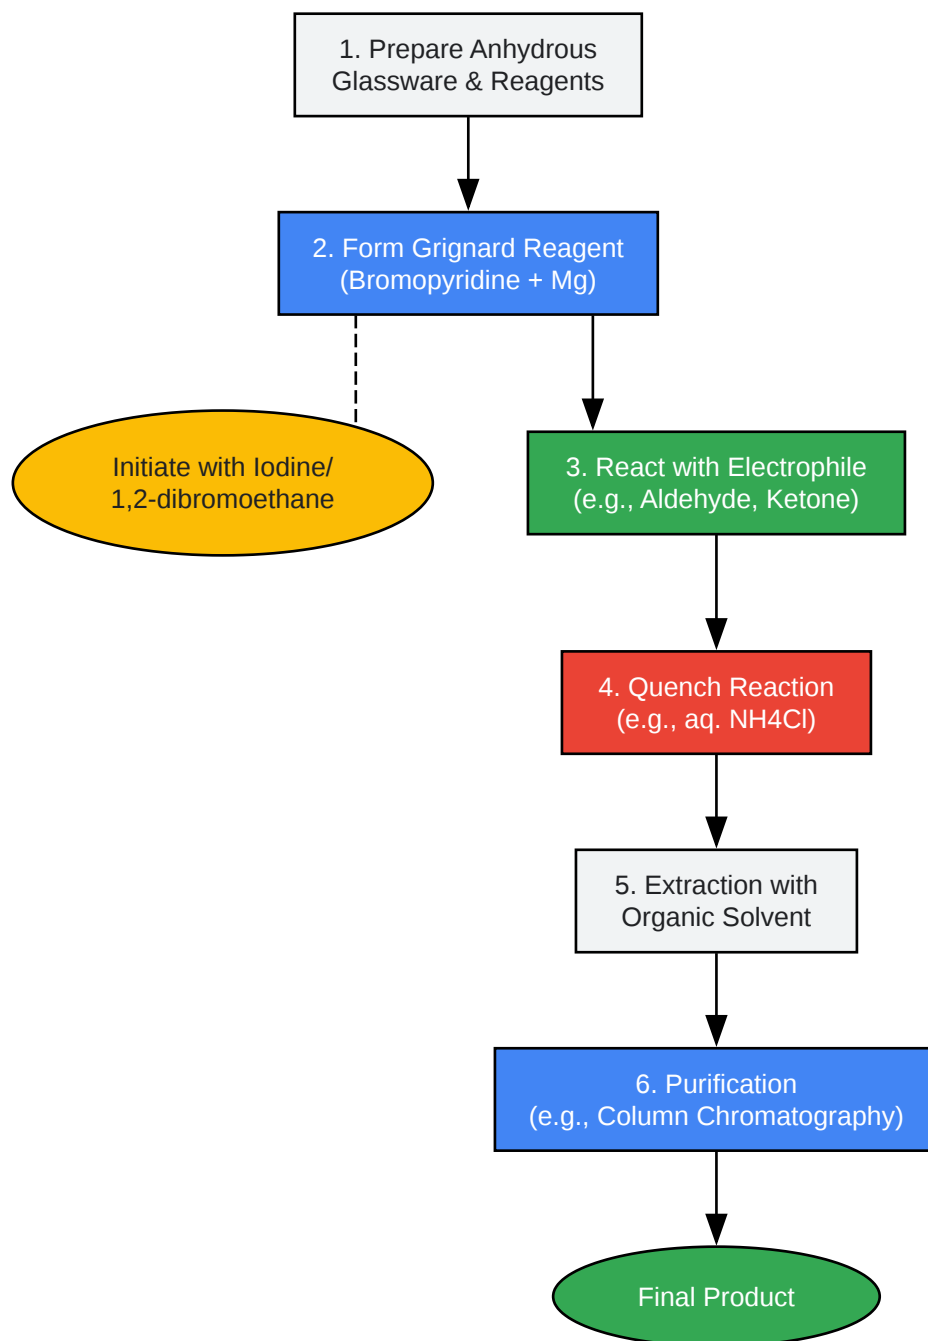 1. Prepare Anhydrous
Glassware & Reagents
2. Form Grignard Reagent
(Bromopyridine + Mg)
Initiate with Iodine/
1,2-dibromoethane
3. React with Electrophile
(e.g., Aldehyde, Ketone)
4. Quench Reaction
(e.g., aq. NH4Cl)
5. Extraction with
Organic Solvent
6. Purification
(e.g., Column Chromatography)
Final Product